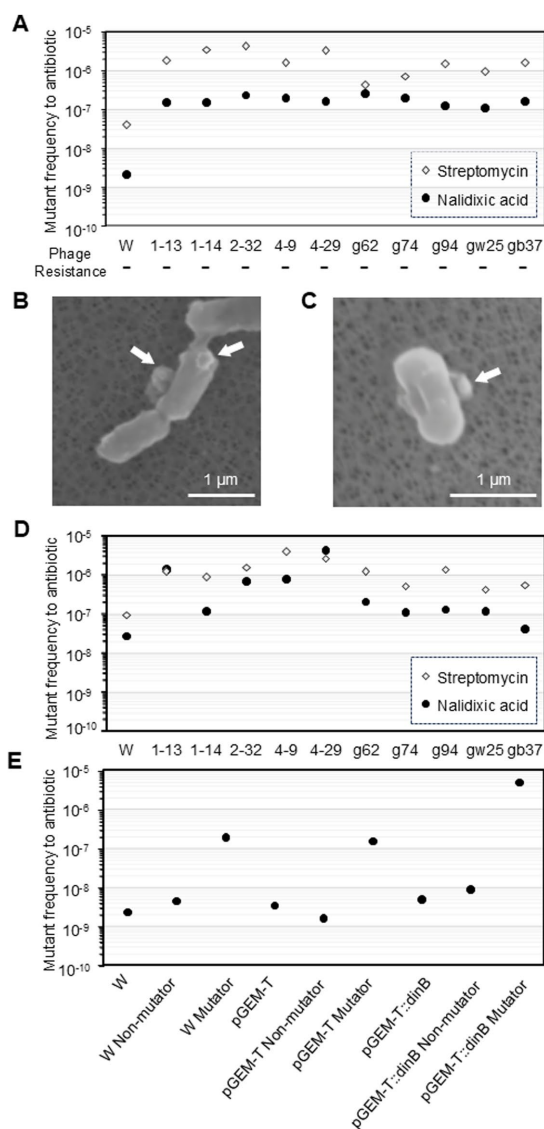 A
Mutant frequency to antibiotic
10-5
10-6
10-7
10-8
10-9
10-10
Streptomycin
Nalidixic acid
Phage W 1-13 1-14 2-32 4-9 4-29 g62 g74 g94 gw25 gb37
Resistance - - - - - - - - - - -
B
1 µm
C
1 µm
D
Mutant frequency to antibiotic
10-5
10-6
10-7
10-8
10-9
10-10
Streptomycin
Nalidixic acid
W 1-13 1-14 2-32 4-9 4-29 g62 g74 g94 gw25 gb37
E
Mutant frequency to antibiotic
10-5
10-6
10-7
10-8
10-9
10-10
W
W Non-mutator
W Mutator
pGEM-T
pGEM-T Non-mutator
pGEM-T Mutator
pGEM-T::dinB
pGEM-T::dinB Non-mutator
pGEM-T::dinB Mutator